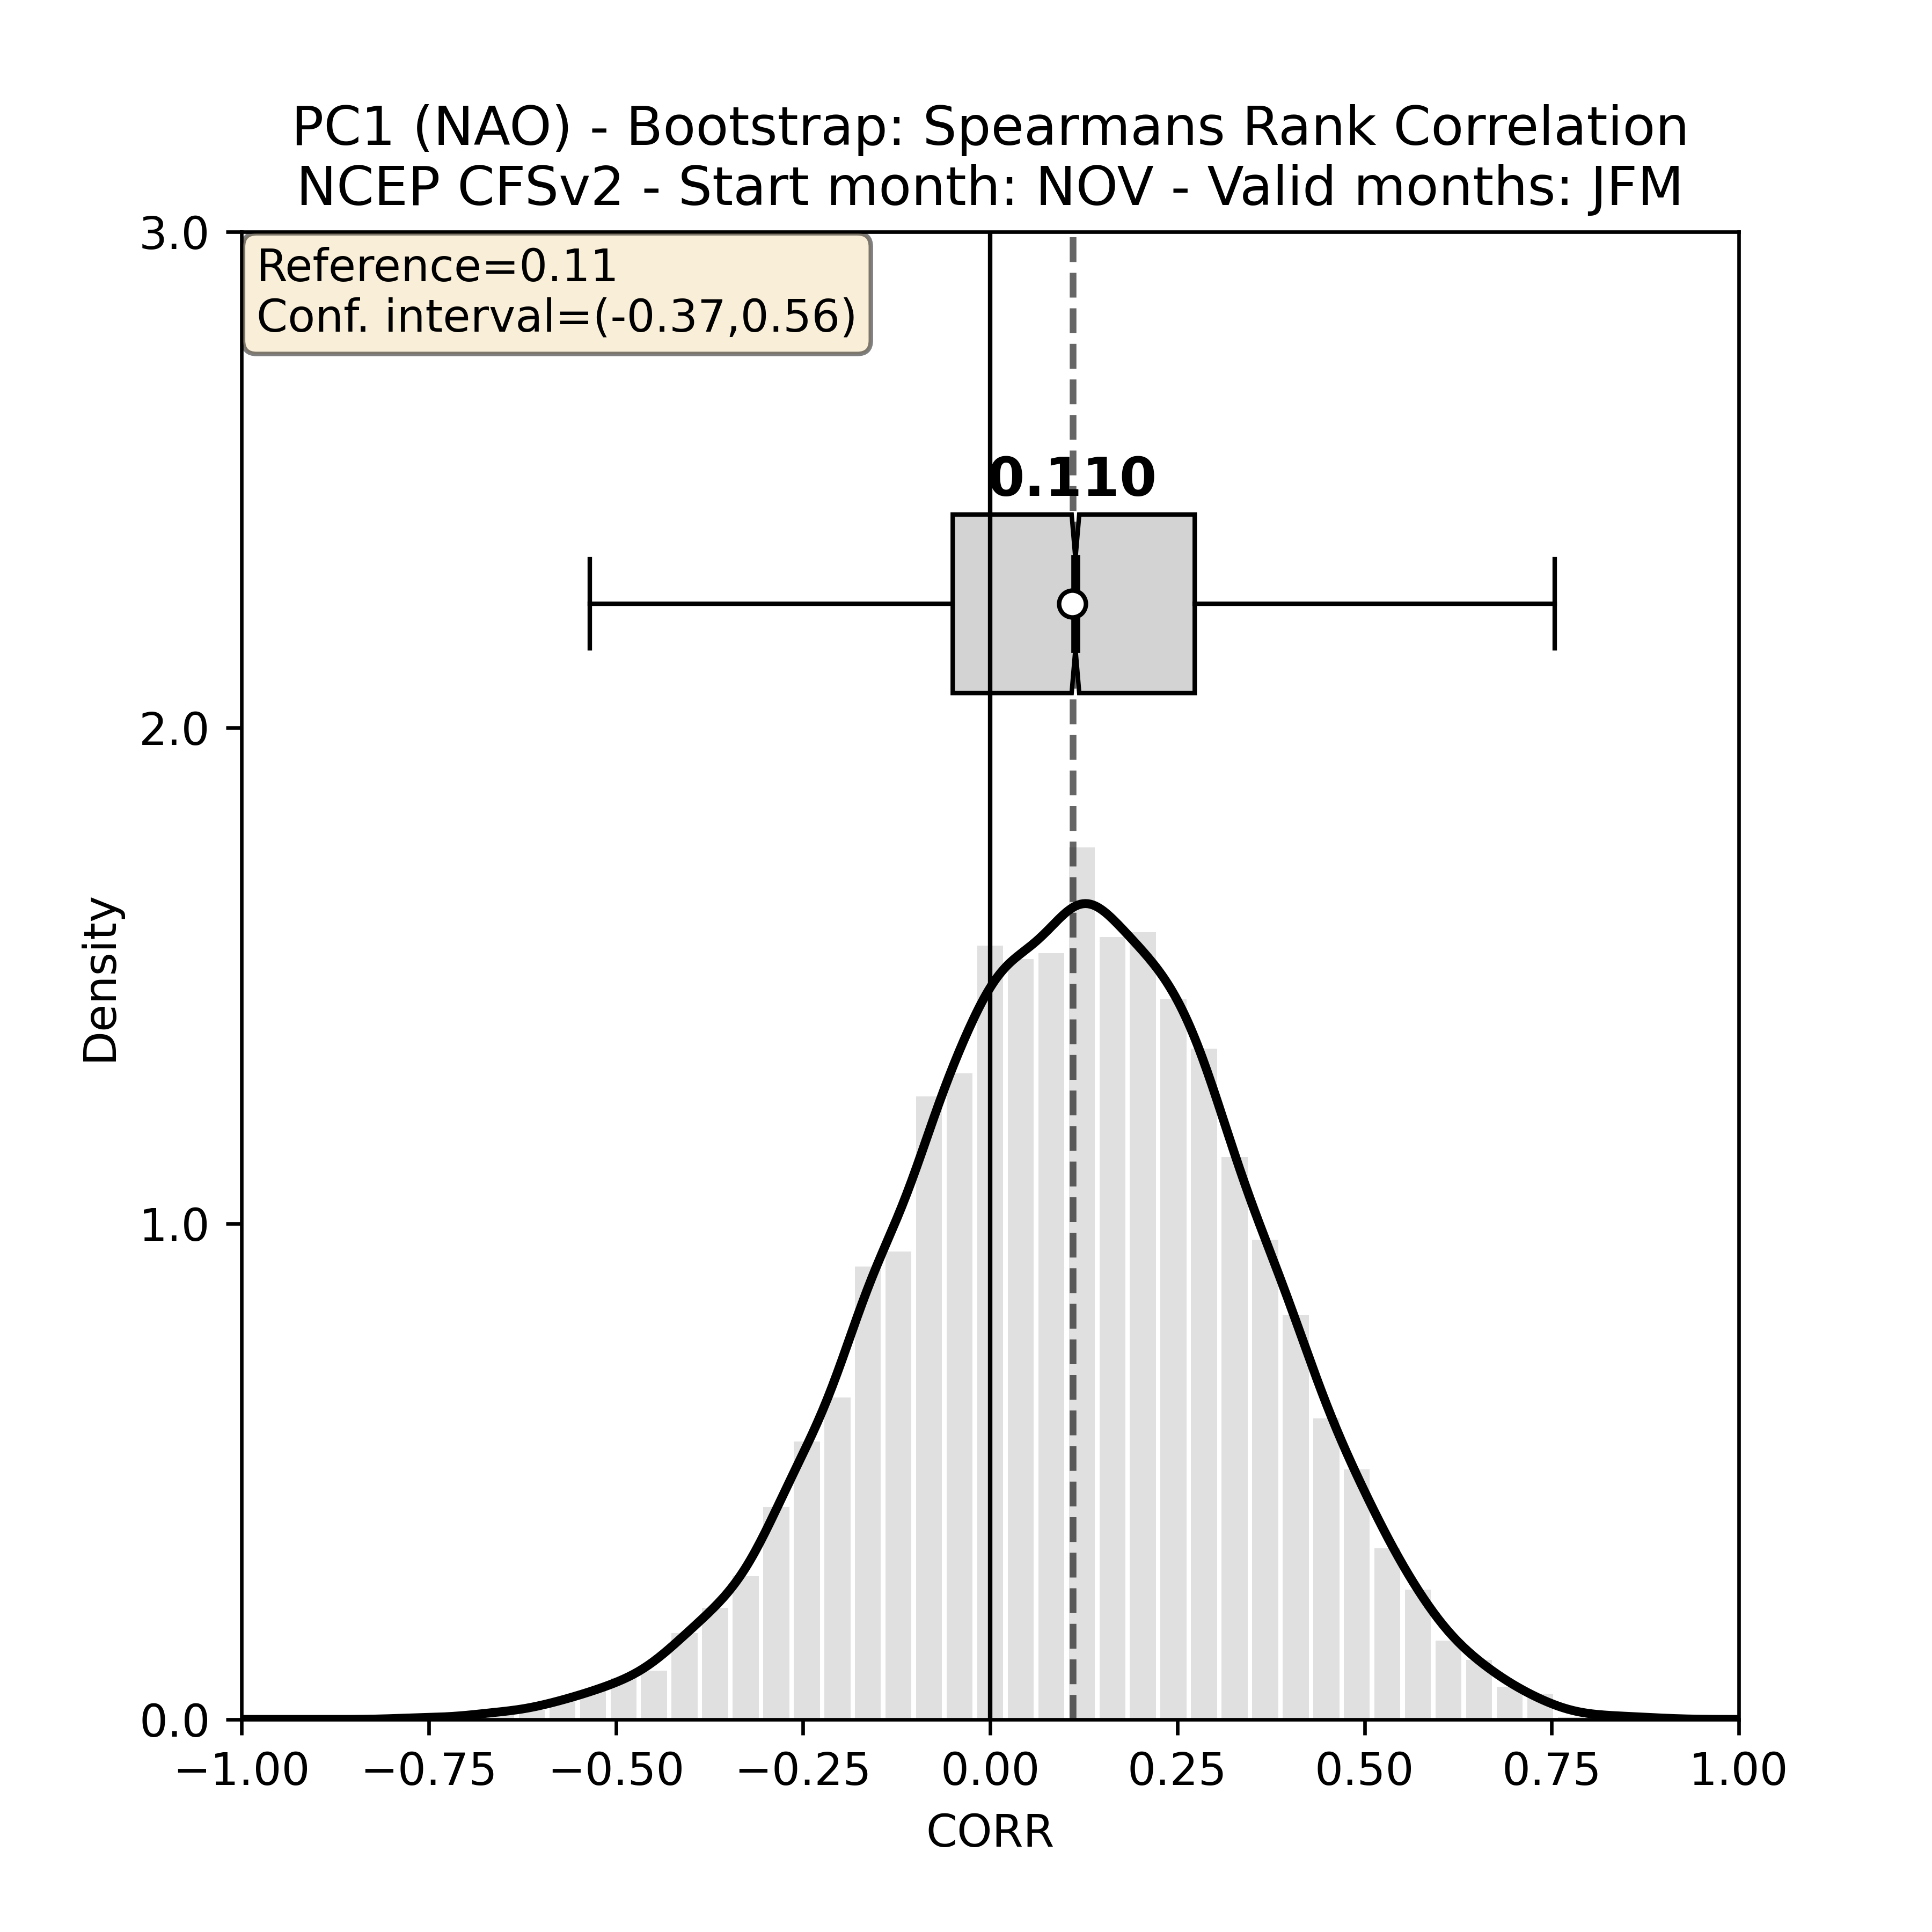 PC1 (NAO) - Bootstrap: Spearmans Rank Correlation
NCEP CFSv2 - Start month: NOV - Valid months: JFM
Reference=0.11
Conf. interval=(-0.37,0.56)
0.110
3.0
2.0
1.0
0.0
Density
−1.00 −0.75 −0.50 −0.25 0.00 0.25 0.50 0.75 1.00
CORR